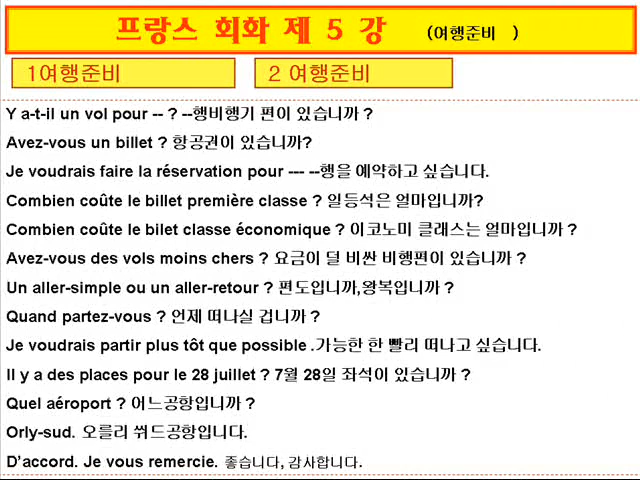 프랑스 회화 제 5 강 (여행준비 )
1여행준비 2 여행준비
Y a-t-il un vol pour -- ? --행비행기 편이 있습니까 ?
Avez-vous un billet ? 항공권이 있습니까?
Je voudrais faire la réservation pour --- --행을 예약하고 싶습니다.
Combien coûte le billet première classe ? 일등석은 얼마입니까?
Combien coûte le bilet classe économique ? 이코노미 클래스는 얼마입니까 ?
Avez-vous des vols moins chers ? 요금이 덜 비싼 비행편이 있습니까 ?
Un aller-simple ou un aller-retour ? 편도입니까,왕복입니까 ?
Quand partez-vous ? 언제 떠나실 겁니까 ?
Je voudrais partir plus tôt que possible .가능한 한 빨리 떠나고 싶습니다.
Il y a des places pour le 28 juillet ? 7월 28일 좌석이 있습니까 ?
Quel aéroport ? 어느공항입니까 ?
Orly-sud. 오를리 쒸드공항입니다.
D'accord. Je vous remercie. 좋습니다, 감사합니다.